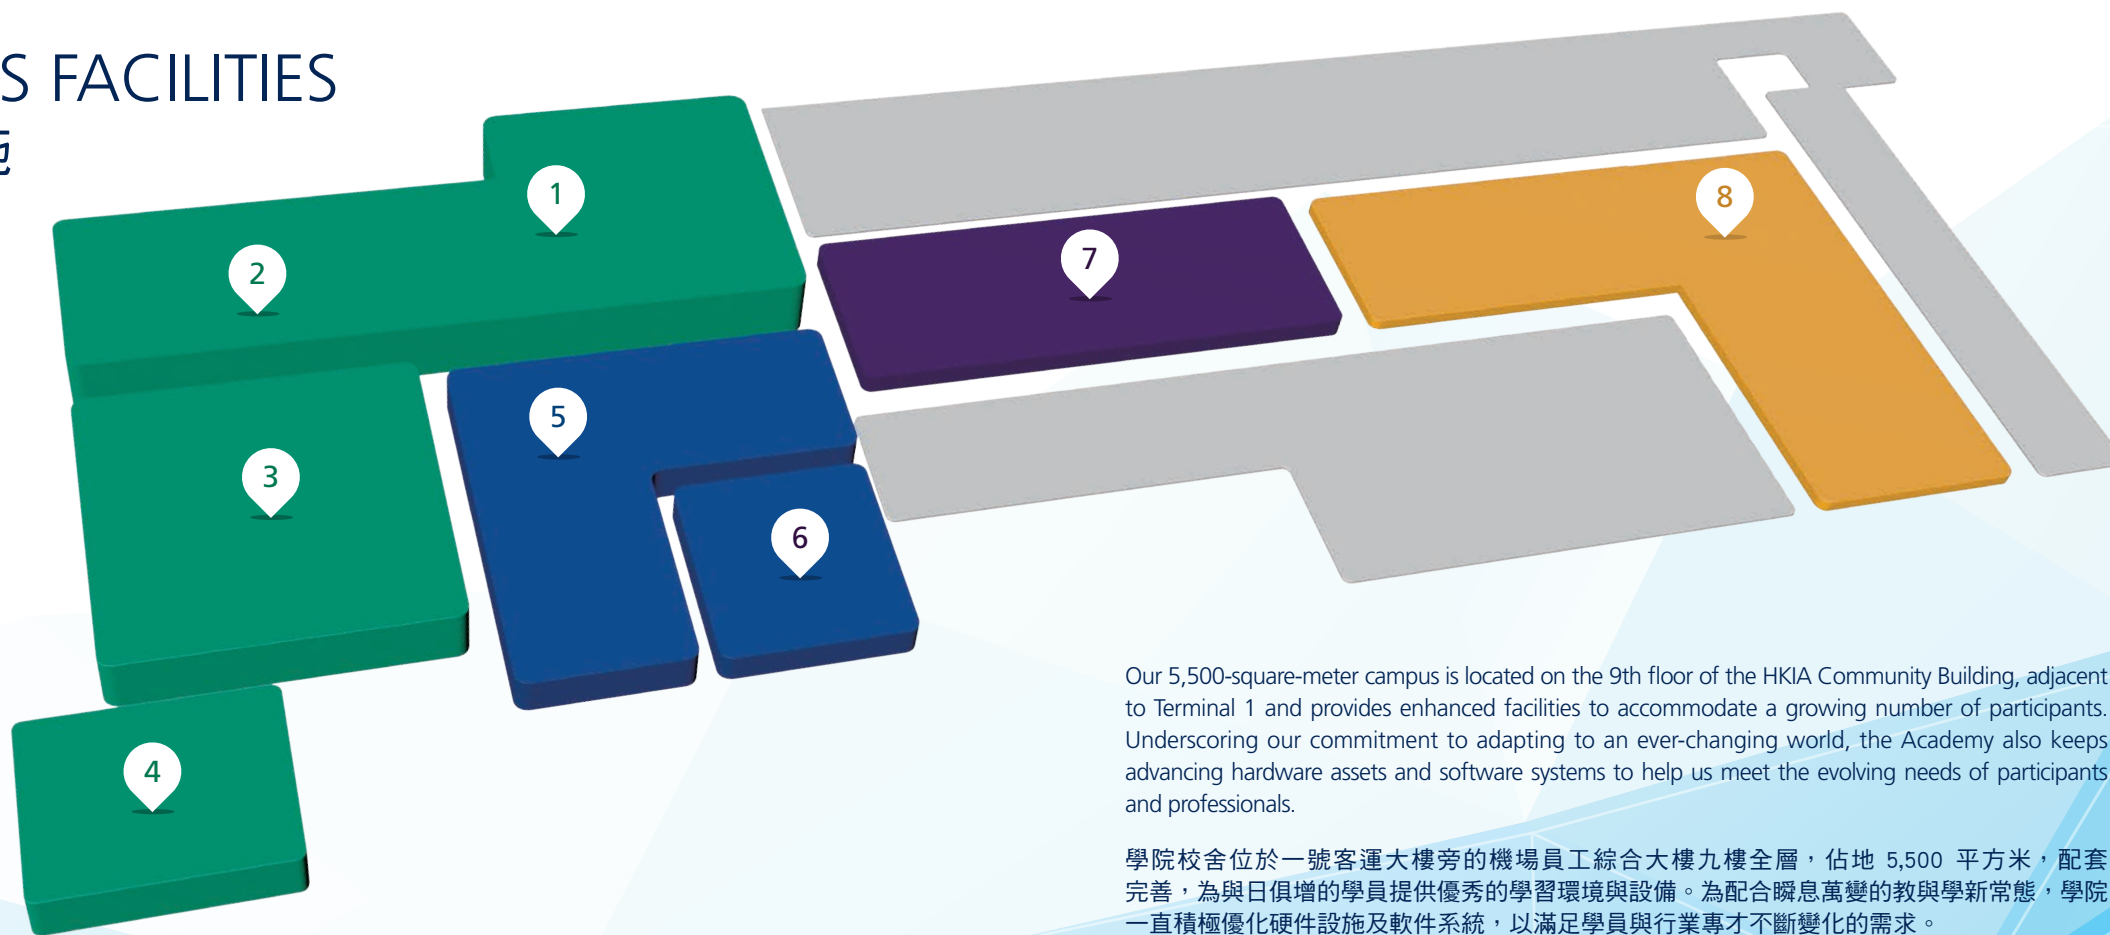 S FACILITIES
施
1
2
3
4
5
6
7
8
Our 5,500-square-meter campus is located on the 9th floor of the HKIA Community Building, adjacent
to Terminal 1 and provides enhanced facilities to accommodate a growing number of participants.
Underscoring our commitment to adapting to an ever-changing world, the Academy also keeps
advancing hardware assets and software systems to help us meet the evolving needs of participants
and professionals.
學院校舍位於一號客運大樓旁的機場員工綜合大樓九樓全層，佔地 5,500 平方米，配套
完善，為與日俱增的學員提供優秀的學習環境與設備。為配合瞬息萬變的教與學新常態，學院
一直積極優化硬件設施及軟件系統，以滿足學員與行業專才不斷變化的需求。